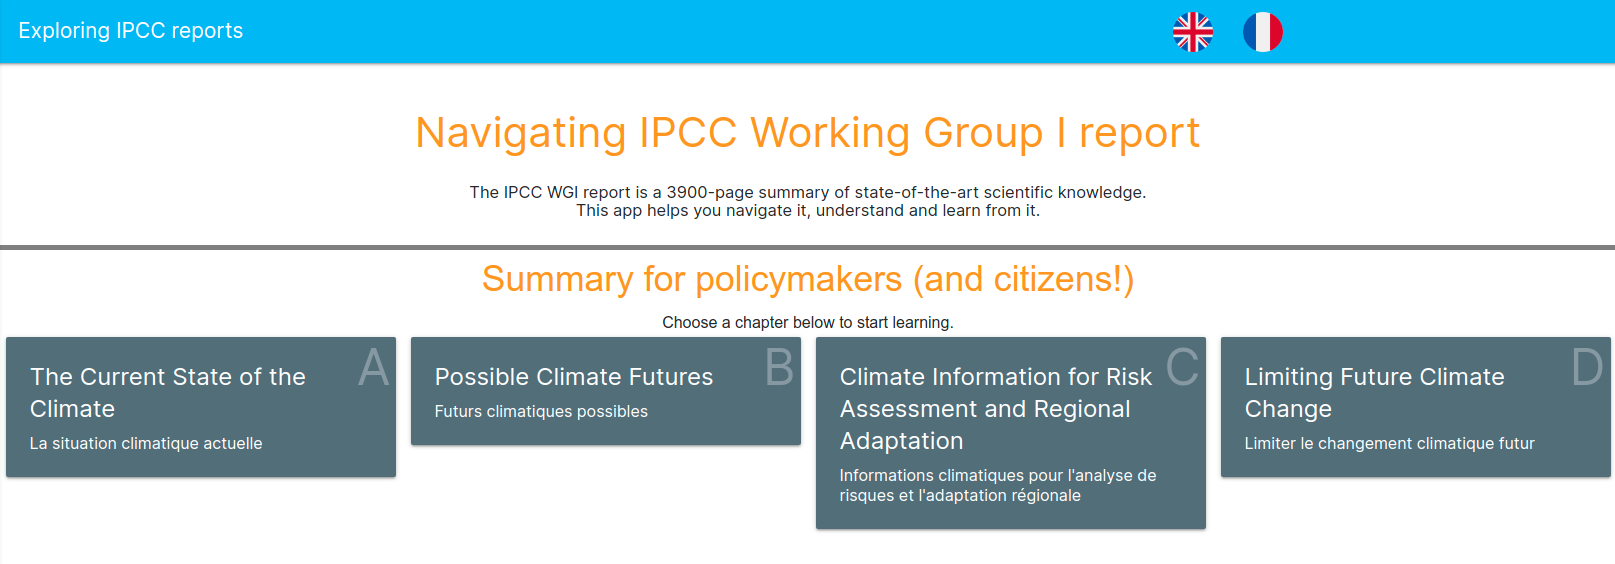 Exploring IPCC reports
Navigating IPCC Working Group I report
The IPCC WGI report is a 3900-page summary of state-of-the-art scientific knowledge.
This app helps you navigate it, understand and learn from it.
Summary for policymakers (and citizens!)
Choose a chapter below to start learning.
A
The Current State of the
Climate
La situation climatique actuelle
B
Possible Climate Futures
Futurs climatiques possibles
C
Climate Information for Risk
Assessment and Regional
Adaptation
Informations climatiques pour l'analyse de
risques et l'adaptation régionale
D
Limiting Future Climate
Change
Limiter le changement climatique futur